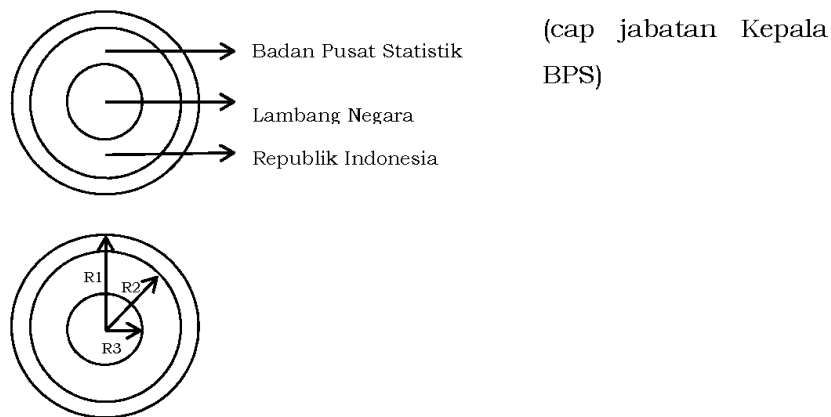 Badan Pusat Statistik
Lambang Negara
Republik Indonesia
(cap jabatan Kepala
BPS)
R1
R2
R3